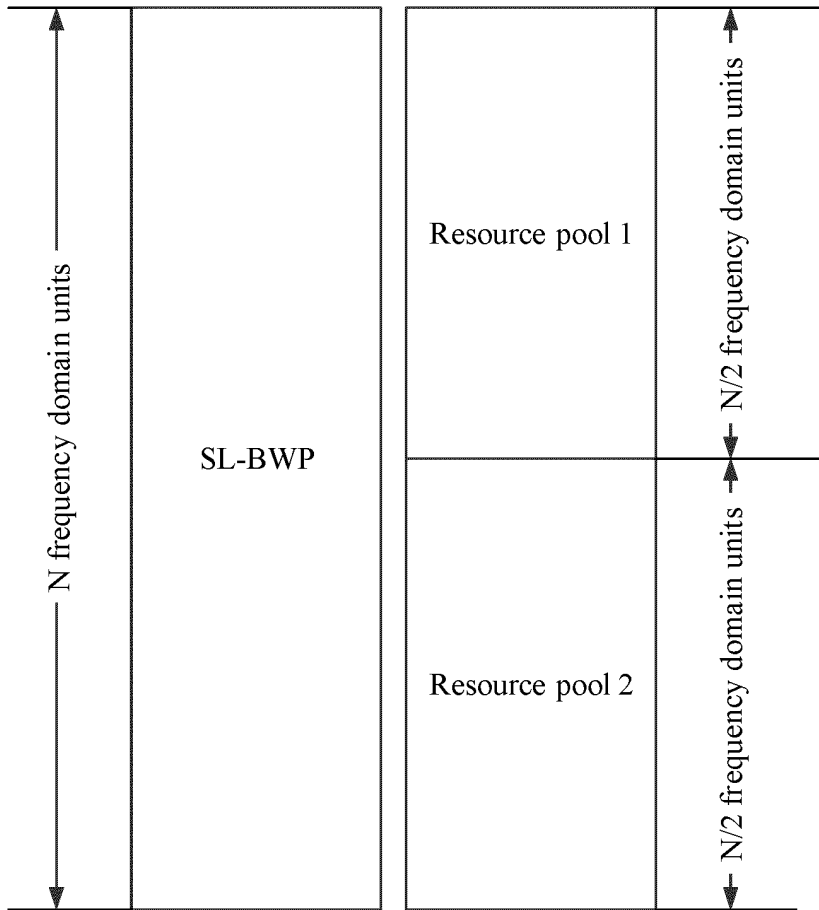 N frequency domain units
SL-BWP
Resource pool 1
N/2 frequency domain units
Resource pool 2
N/2 frequency domain units